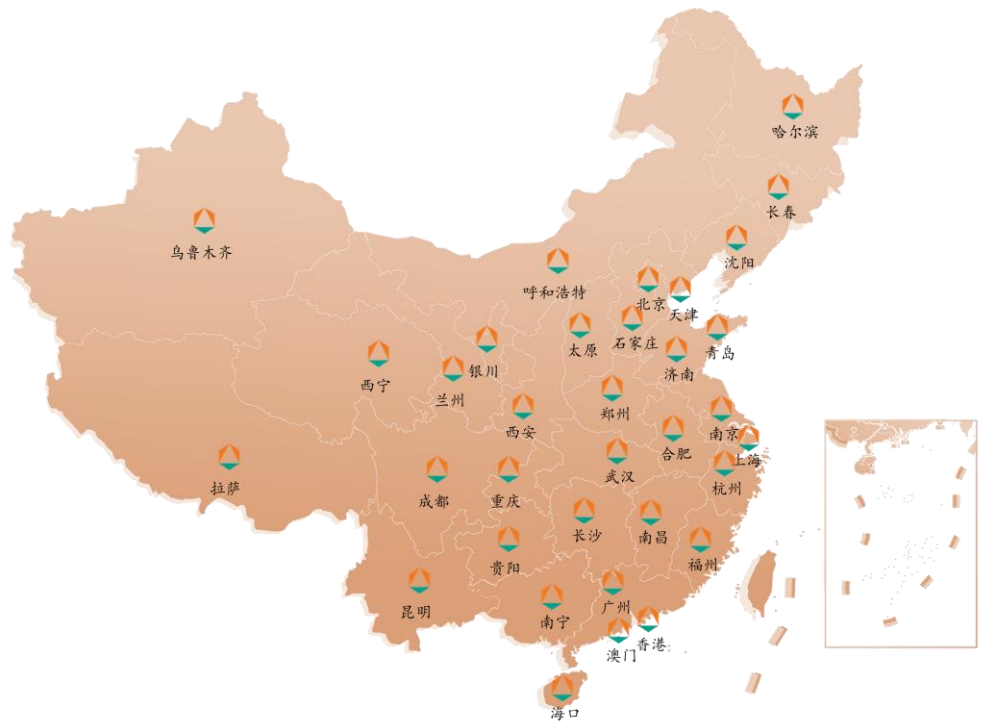 哈尔滨
长春
沈阳
乌鲁木齐
呼和浩特
北京
天津
石家庄
太原
青岛
济南
银川
西宁
兰州
郑州
西安
南京
合肥
上海
武汉
杭州
拉萨
成都
重庆
长沙
南昌
福州
贵阳
昆明
广州
南宁
香港
澳门
海口